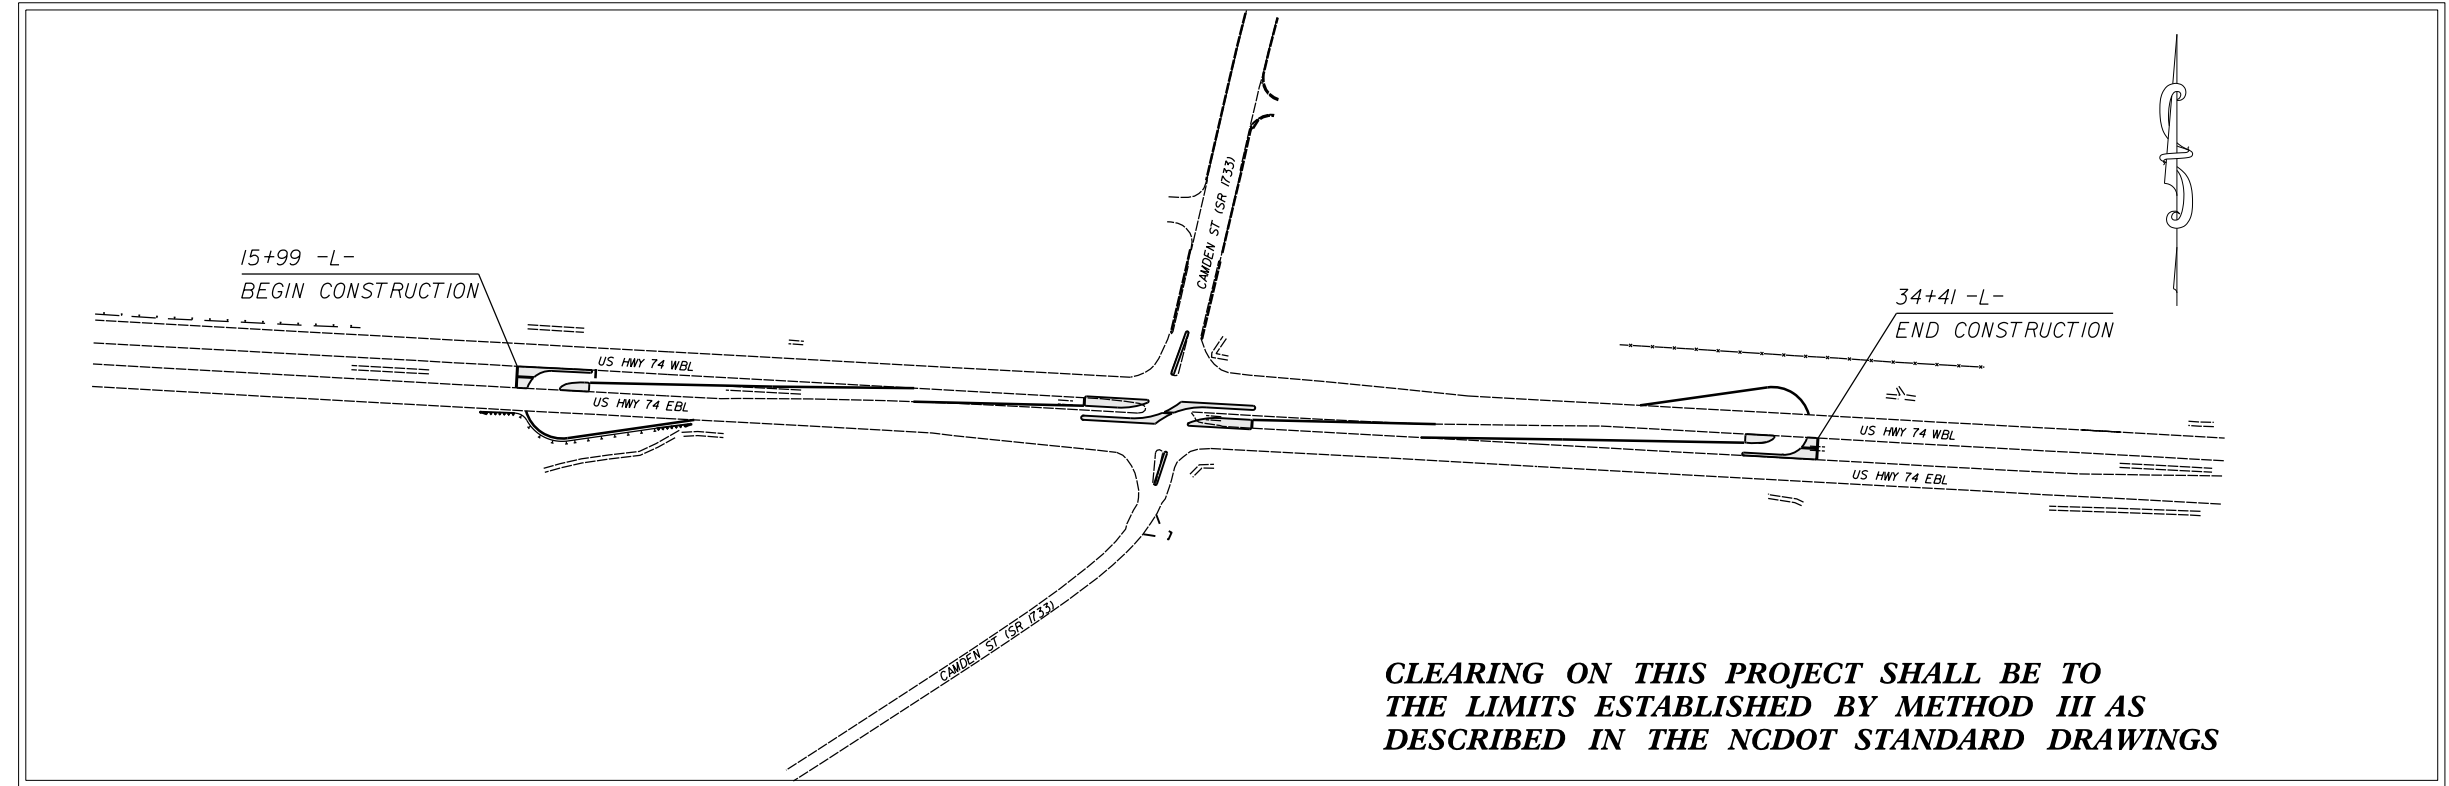 CAMDEN ST (SR 1733)
15+99 -L-
BEGIN CONSTRUCTION
34+41 -L-
END CONSTRUCTION
US HWY 74 WBL
US HWY 74 EBL
US HWY 74 WBL
US HWY 74 EBL
CAMDEN ST (SR 1733)
CLEARING ON THIS PROJECT SHALL BE TO
THE LIMITS ESTABLISHED BY METHOD III AS
DESCRIBED IN THE NCDOT STANDARD DRAWINGS